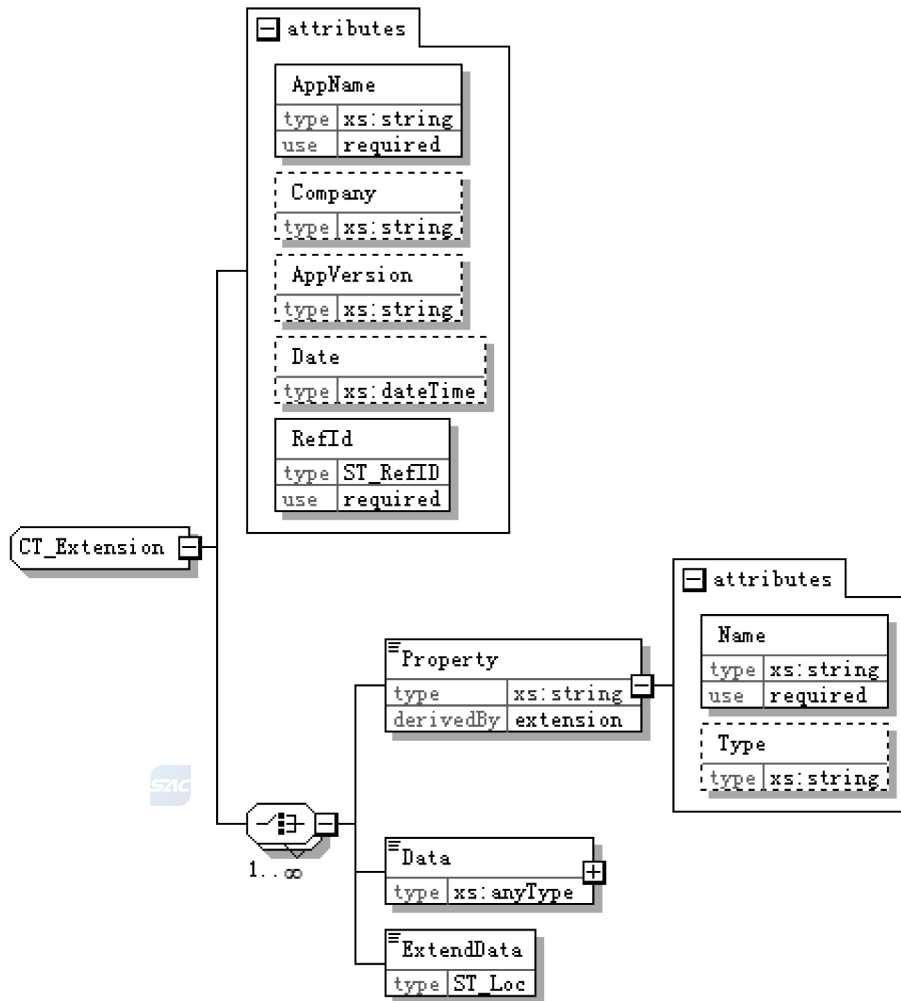 attributes
AppName
type xs:string
use required
Company
type xs:string
AppVersion
type xs:string
Date
type xs:dateTime
RefId
type ST_RefID
use required
CT_Extension
attributes
Name
type xs:string
use required
Type
type xs:string
Property
type xs:string
derivedBy extension
SZAC
1..∞
Data
type xs:anyType
ExtendData
type ST_Loc